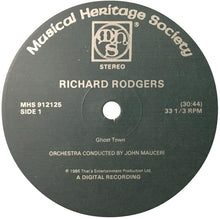 Musical Heritage Society
MHS
STEREO
RICHARD RODGERS
MHS 912125
SIDE 1
(30:44)
33 1/3 RPM
Ghost Town
ORCHESTRA CONDUCTED BY JOHN MAUCERI
℗ 1986 That's Entertainment Production Ltd.
A DIGITAL RECORDING